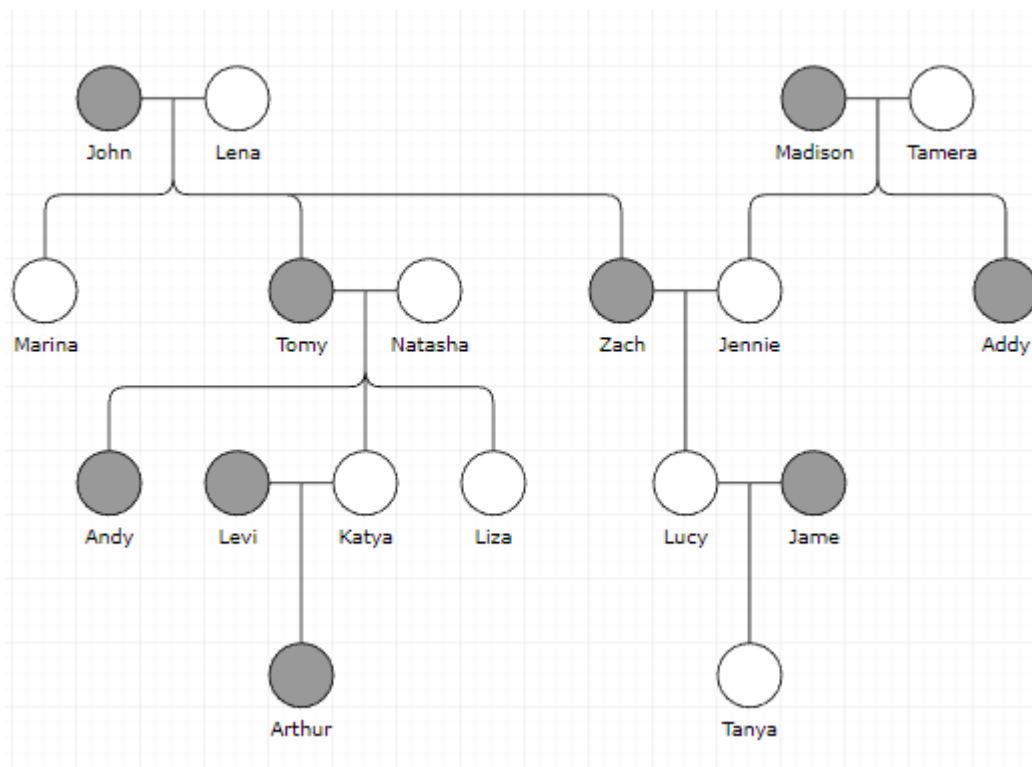 John
Lena
Madison
Tamera
Marina
Tomy
Natasha
Zach
Jennie
Addy
Andy
Levi
Katya
Liza
Lucy
Jame
Arthur
Tanya